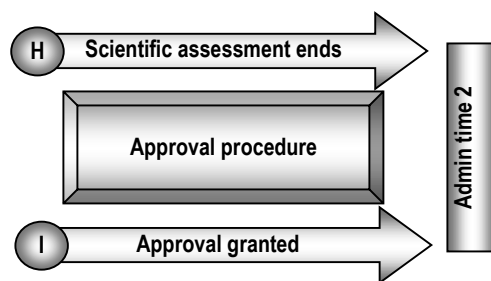 H Scientific assessment ends
Approval procedure
Admin time 2
I Approval granted